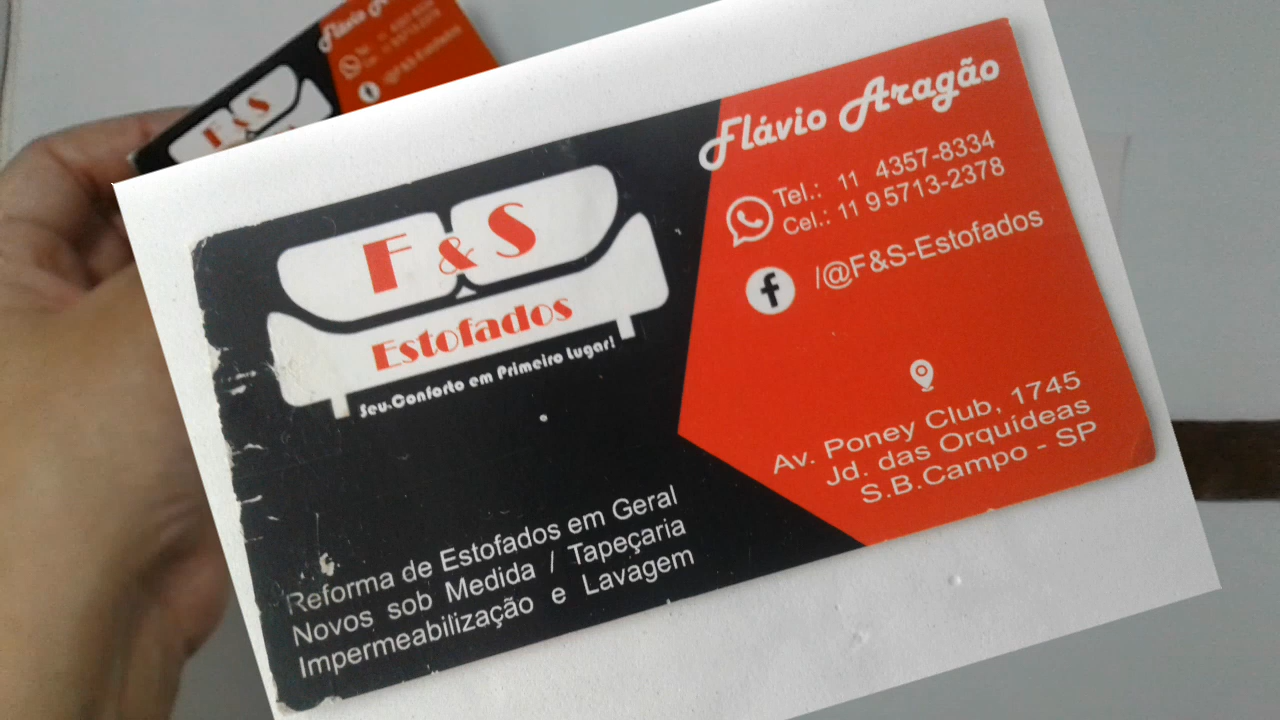 F & S
Estofados
Seu Conforto em Primeiro Lugar!
Reforma de Estofados em Geral
Novos sob Medida / Tapeçaria
Impermeabilização e Lavagem
Flávio Aragão
Tel.: 11 4357-8334
Cel.: 11 9 5713-2378
/@F&S-Estofados
Av. Poney Club, 1745
Jd. das Orquídeas
S.B.Campo - SP
F&S